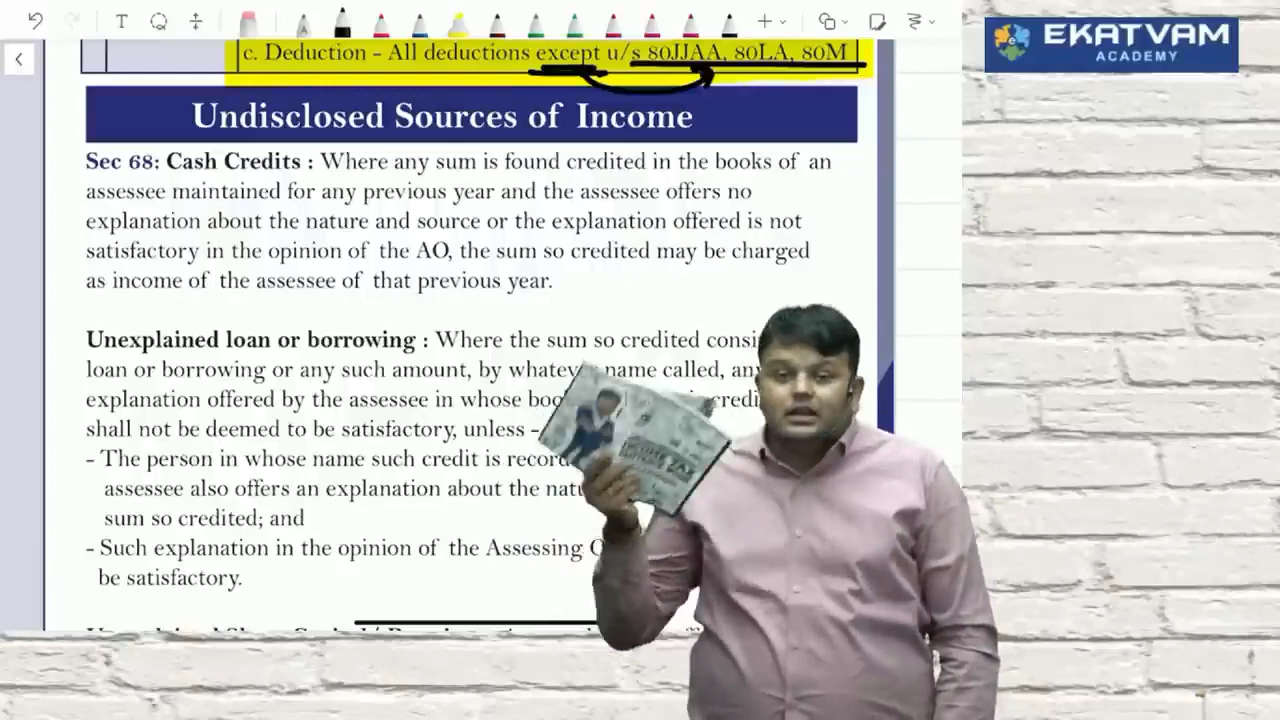 EKATVAM
ACADEMY
c. Deduction – All deductions except u/s 80JJAA, 80LA, 80M
Undisclosed Sources of Income
Sec 68: Cash Credits : Where any sum is found credited in the books of an
assessee maintained for any previous year and the assessee offers no
explanation about the nature and source or the explanation offered is not
satisfactory in the opinion of the AO, the sum so credited may be charged
as income of the assessee of that previous year.
Unexplained loan or borrowing : Where the sum so credited
loan or borrowing or any such amount, by whatever name called,
explanation offered by the assessee in whose
shall not be deemed to be satisfactory, unless -
- The person in whose name such credit is
assessee also offers an explanation about the
sum so credited; and
- Such explanation in the opinion of the Assessing
be satisfactory.